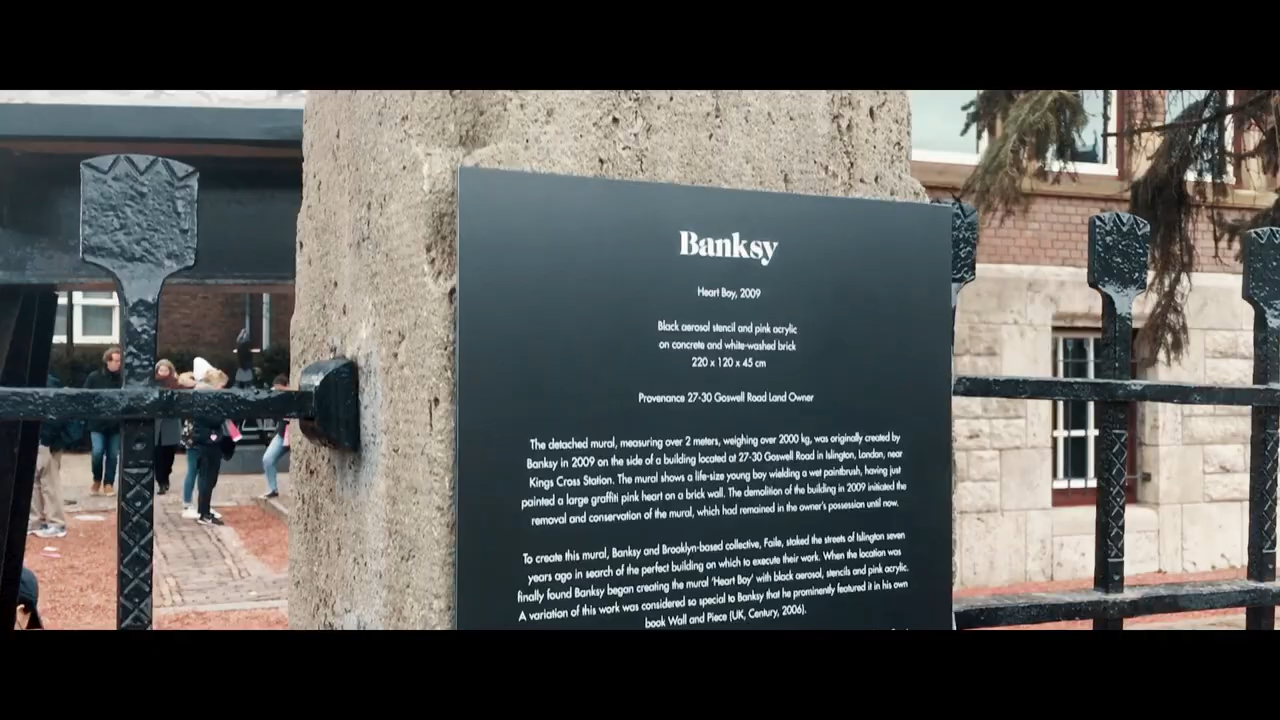 Banksy
Heart Boy, 2009
Black aerosol stencil and pink acrylic
on concrete and white-washed brick
220 x 120 x 45 cm
Provenance 27-30 Goswell Road Land Owner
The detached mural, measuring over 2 meters, weighing over 2000 kg, was originally created by
Banksy in 2009 on the side of a building located at 27-30 Goswell Road in Islington, London, near
Kings Cross Station. The mural shows a life-size young boy wielding a wet paintbrush, having just
painted a large graffiti pink heart on a brick wall. The demolition of the building in 2009 initiated the
removal and conservation of the mural, which had remained in the owner's possession until now.
To create this mural, Banksy and Brooklyn-based collective, Faile, staked the streets of Islington seven
years ago in search of the perfect building on which to execute their work. When the location was
finally found Banksy began creating the mural 'Heart Boy' with black aerosol, stencils and pink acrylic.
A variation of this work was considered so special to Banksy that he prominently featured it in his own
book Wall and Piece (UK, Century, 2006).